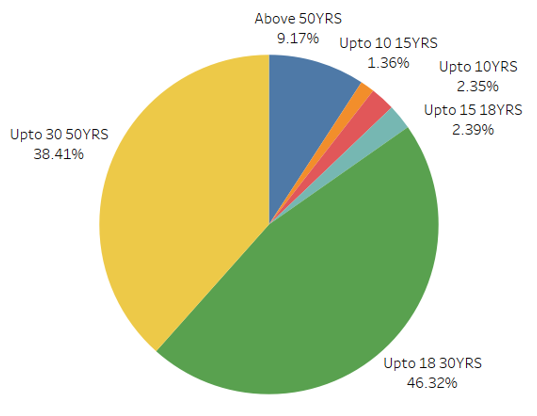 Above 50YRS
9.17%
Upto 10 15YRS
1.36%
Upto 10YRS
2.35%
Upto 15 18YRS
2.39%
Upto 30 50YRS
38.41%
Upto 18 30YRS
46.32%